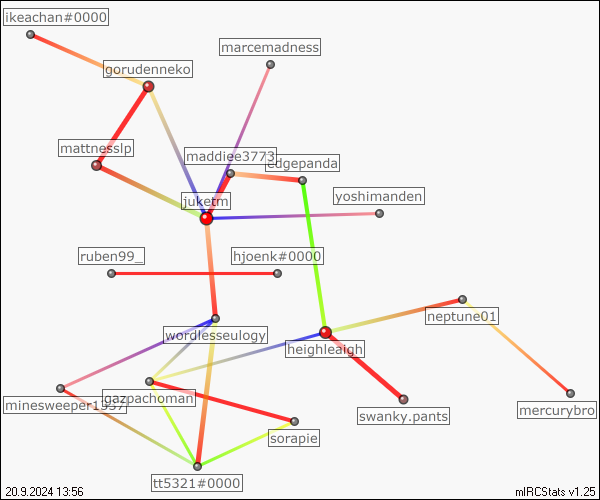 ikeachan#0000
marcemadness
gorudenneko
mattnesslp
maddiee3773
edgepanda
yoshimanden
juketm
ruben99_
hjoenk#0000
neptune01
wordlesseulogy
heighleaigh
minesweeper1337
gazpachoman
swanky.pants
mercurybro
sorapie
tt5321#0000
20.9.2024 13:56
mIRCStats v1.25